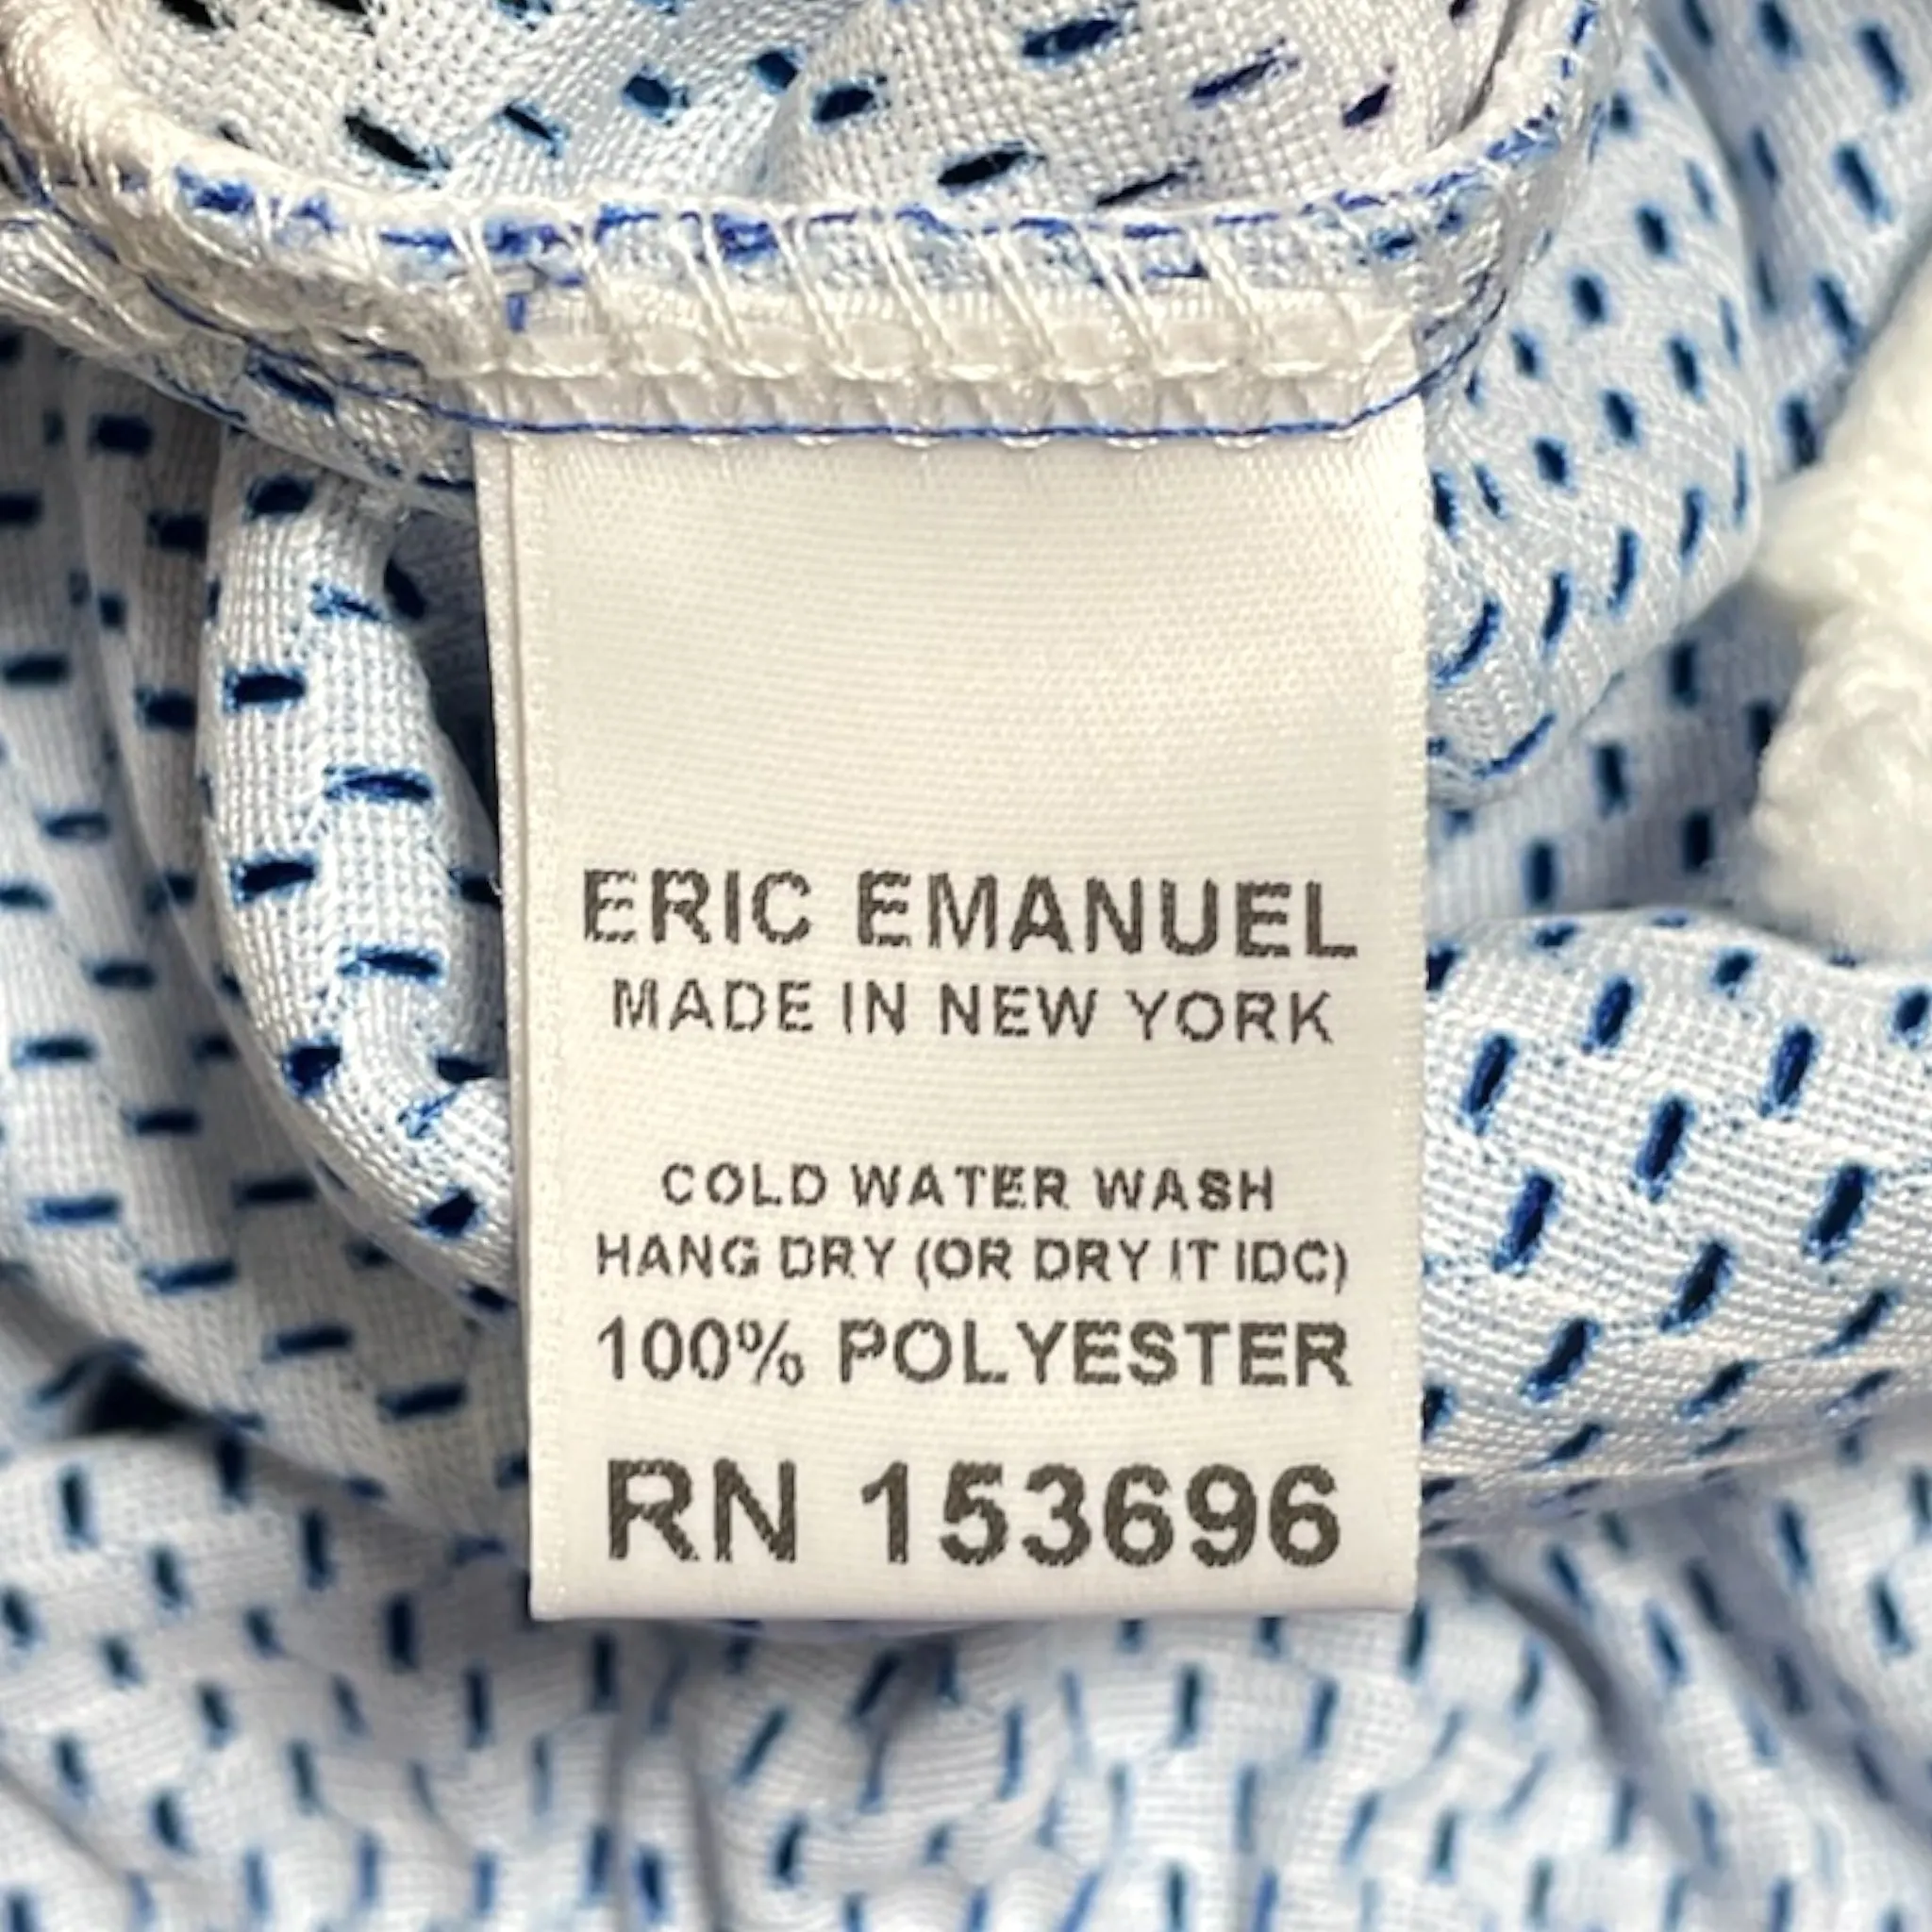 ERIC EMANUEL
MADE IN NEW YORK
COLD WATER WASH
HANG DRY (OR DRY IT IDC)
100% POLYESTER
RN 153696